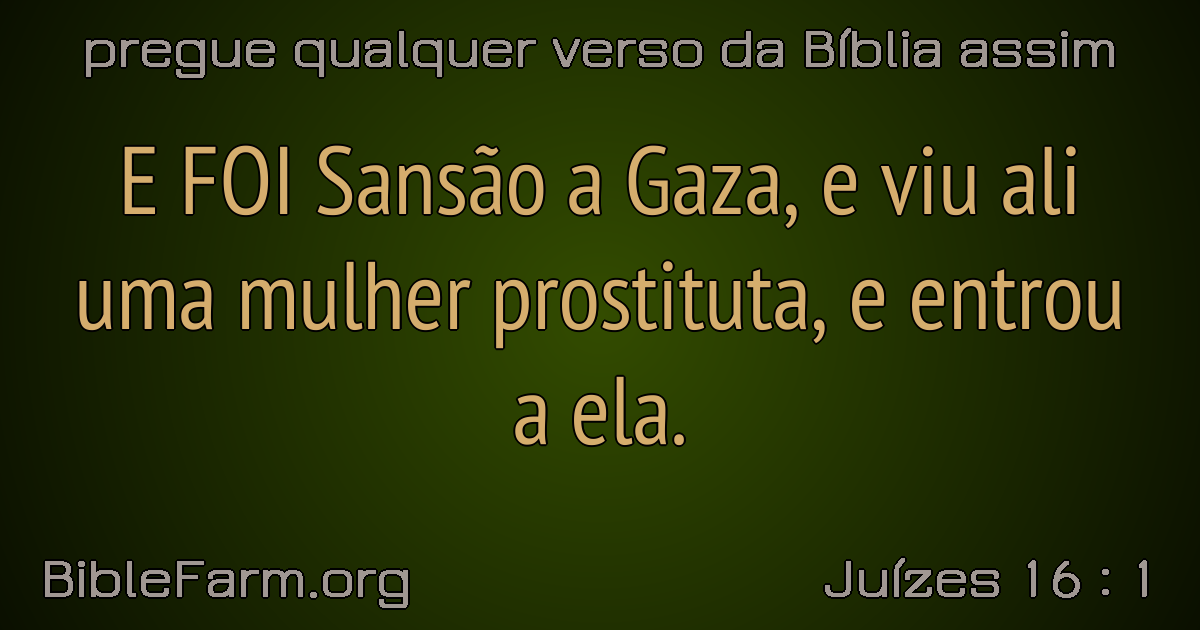 pregue qualquer verso da Bíblia assim
E FOI Sansão a Gaza, e viu ali
uma mulher prostituta, e entrou
a ela.
BibleFarm.org
Juízes 16 : 1